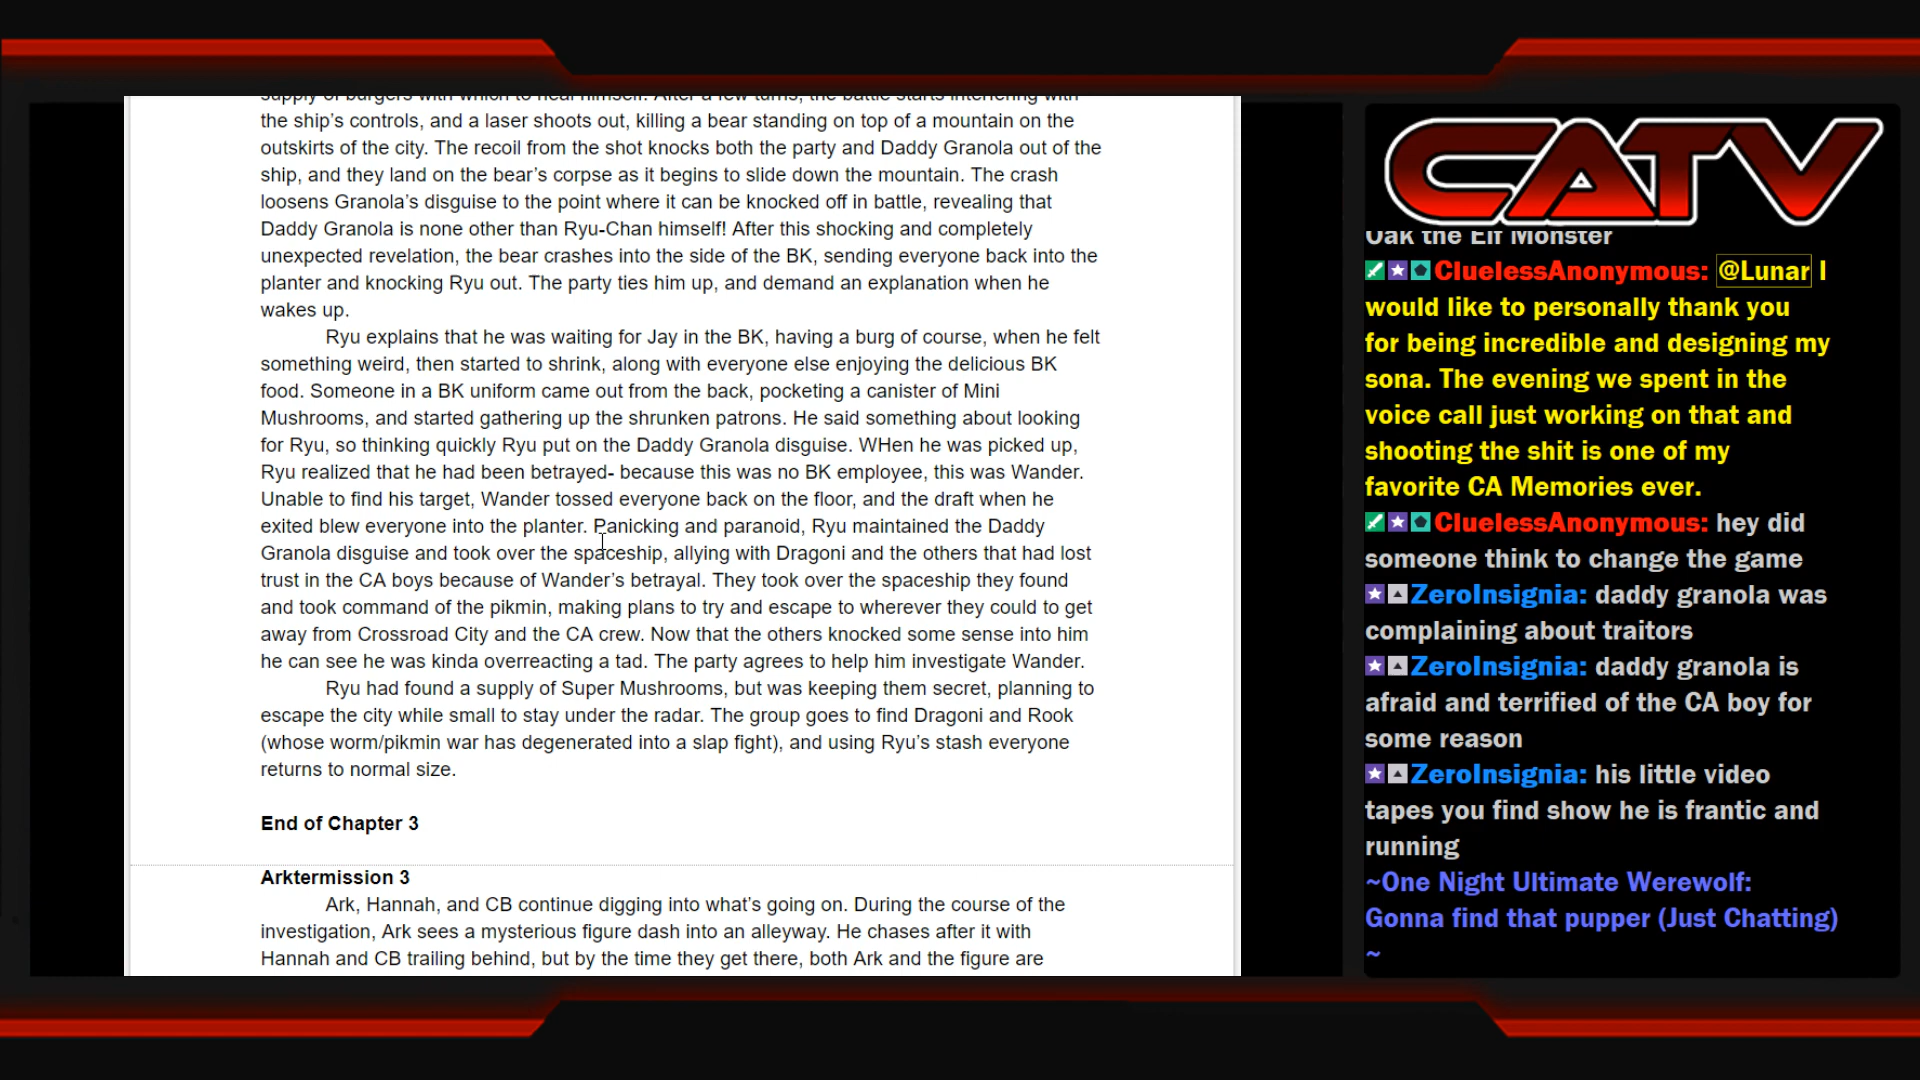 supply of burgers with which to heal himself. After a few turns, the battle starts interfering with
the ship's controls, and a laser shoots out, killing a bear standing on top of a mountain on the
outskirts of the city. The recoil from the shot knocks both the party and Daddy Granola out of the
ship, and they land on the bear's corpse as it begins to slide down the mountain. The crash
loosens Granola's disguise to the point where it can be knocked off in battle, revealing that
Daddy Granola is none other than Ryu-Chan himself! After this shocking and completely
unexpected revelation, the bear crashes into the side of the BK, sending everyone back into the
planter and knocking Ryu out. The party ties him up, and demand an explanation when he
wakes up.
Ryu explains that he was waiting for Jay in the BK, having a burg of course, when he felt
something weird, then started to shrink, along with everyone else enjoying the delicious BK
food. Someone in a BK uniform came out from the back, pocketing a canister of Mini
Mushrooms, and started gathering up the shrunken patrons. He said something about looking
for Ryu, so thinking quickly Ryu put on the Daddy Granola disguise. WHen he was picked up,
Ryu realized that he had been betrayed- because this was no BK employee, this was Wander.
Unable to find his target, Wander tossed everyone back on the floor, and the draft when he
exited blew everyone into the planter. Panicking and paranoid, Ryu maintained the Daddy
Granola disguise and took over the spaceship, allying with Dragoni and the others that had lost
trust in the CA boys because of Wander's betrayal. They took over the spaceship they found
and took command of the pikmin, making plans to try and escape to wherever they could to get
away from Crossroad City and the CA crew. Now that the others knocked some sense into him
he can see he was kinda overreacting a tad. The party agrees to help him investigate Wander.
Ryu had found a supply of Super Mushrooms, but was keeping them secret, planning to
escape the city while small to stay under the radar. The group goes to find Dragoni and Rook
(whose worm/pikmin war has degenerated into a slap fight), and using Ryu's stash everyone
returns to normal size.
End of Chapter 3
Arktermission 3
Ark, Hannah, and CB continue digging into what's going on. During the course of the
investigation, Ark sees a mysterious figure dash into an alleyway. He chases after it with
Hannah and CB trailing behind, but by the time they get there, both Ark and the figure are
CATV
Oak the Elf Monster
CluelessAnonymous: @Lunar I
would like to personally thank you
for being incredible and designing my
sona. The evening we spent in the
voice call just working on that and
shooting the shit is one of my
favorite CA Memories ever.
CluelessAnonymous: hey did
someone think to change the game
ZeroInsignia: daddy granola was
complaining about traitors
ZeroInsignia: daddy granola is
afraid and terrified of the CA boy for
some reason
ZeroInsignia: his little video
tapes you find show he is frantic and
running
~One Night Ultimate Werewolf:
Gonna find that pupper (Just Chatting)
~